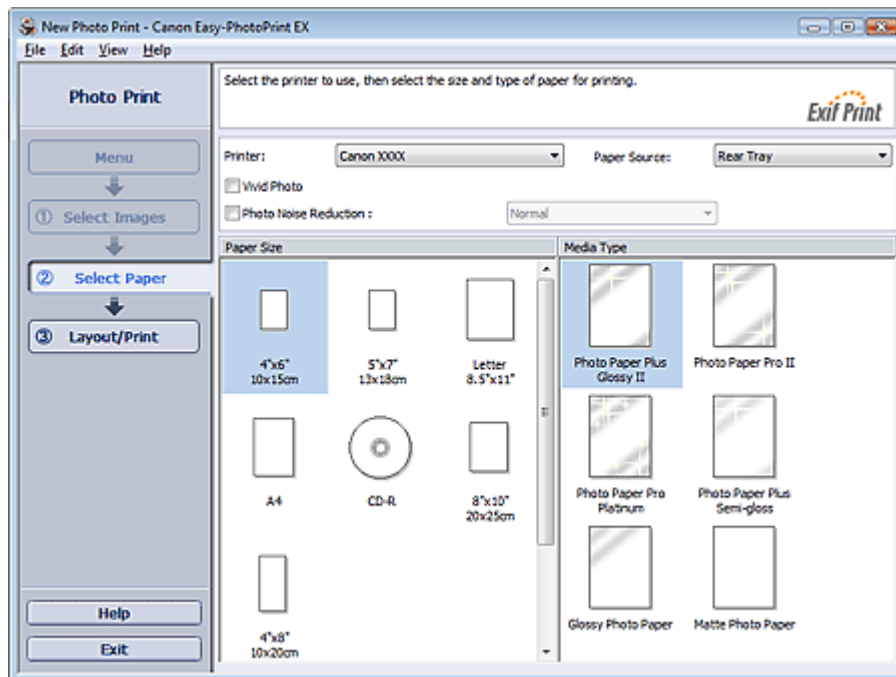 New Photo Print - Canon Easy-PhotoPrint EX
File Edit View Help
Photo Print
Select the printer to use, then select the size and type of paper for printing.
Exif Print
Menu
① Select Images
② Select Paper
③ Layout/Print
Help
Exit
Printer: Canon XXXX Paper Source: Rear Tray
Vivid Photo
Photo Noise Reduction : Normal
Paper Size
4"x6"
10x15cm
5"x7"
13x18cm
Letter
8.5"x11"
A4
CD-R
8"x10"
20x25cm
4"x8"
10x20cm
Media Type
Photo Paper Plus
Glossy II
Photo Paper Pro II
Photo Paper Pro
Platinum
Photo Paper Plus
Semi-gloss
Glossy Photo Paper
Matte Photo Paper